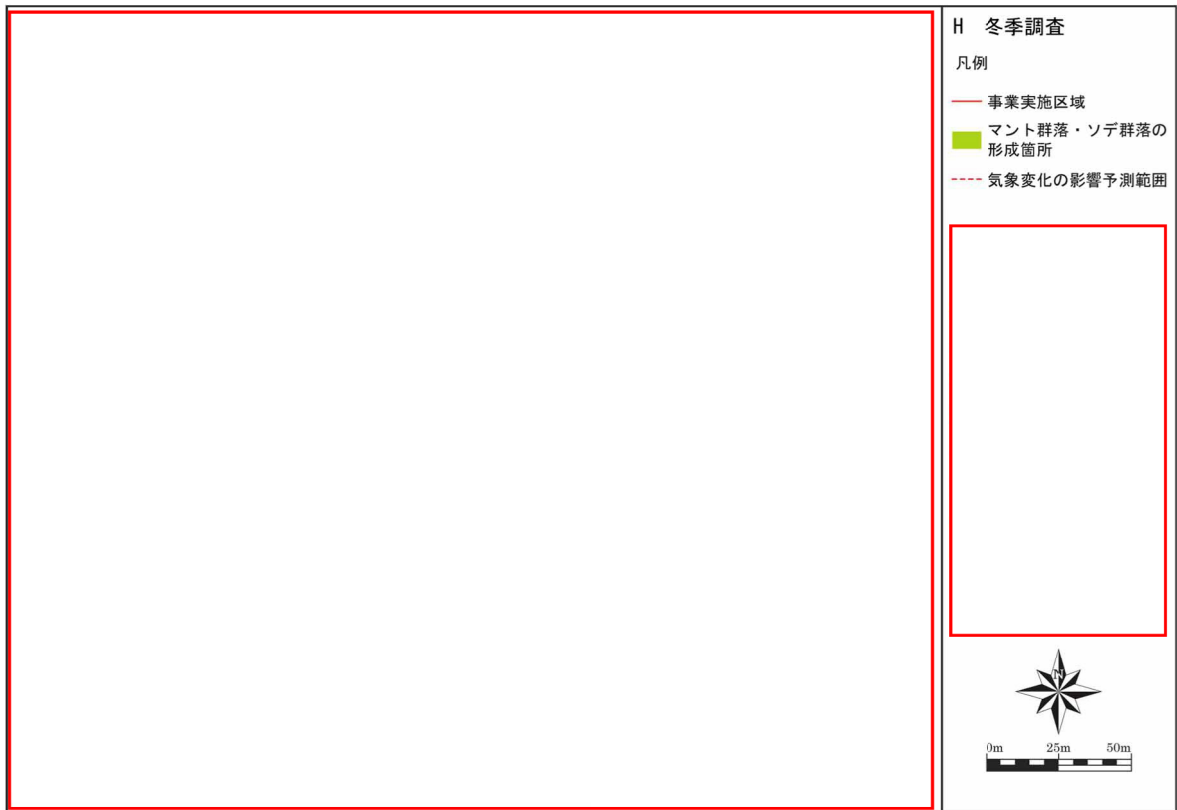 H 冬季調査
凡例
事業実施区域
マント群落・ソデ群落の
形成箇所
気象変化の影響予測範囲
N
0m 25m 50m